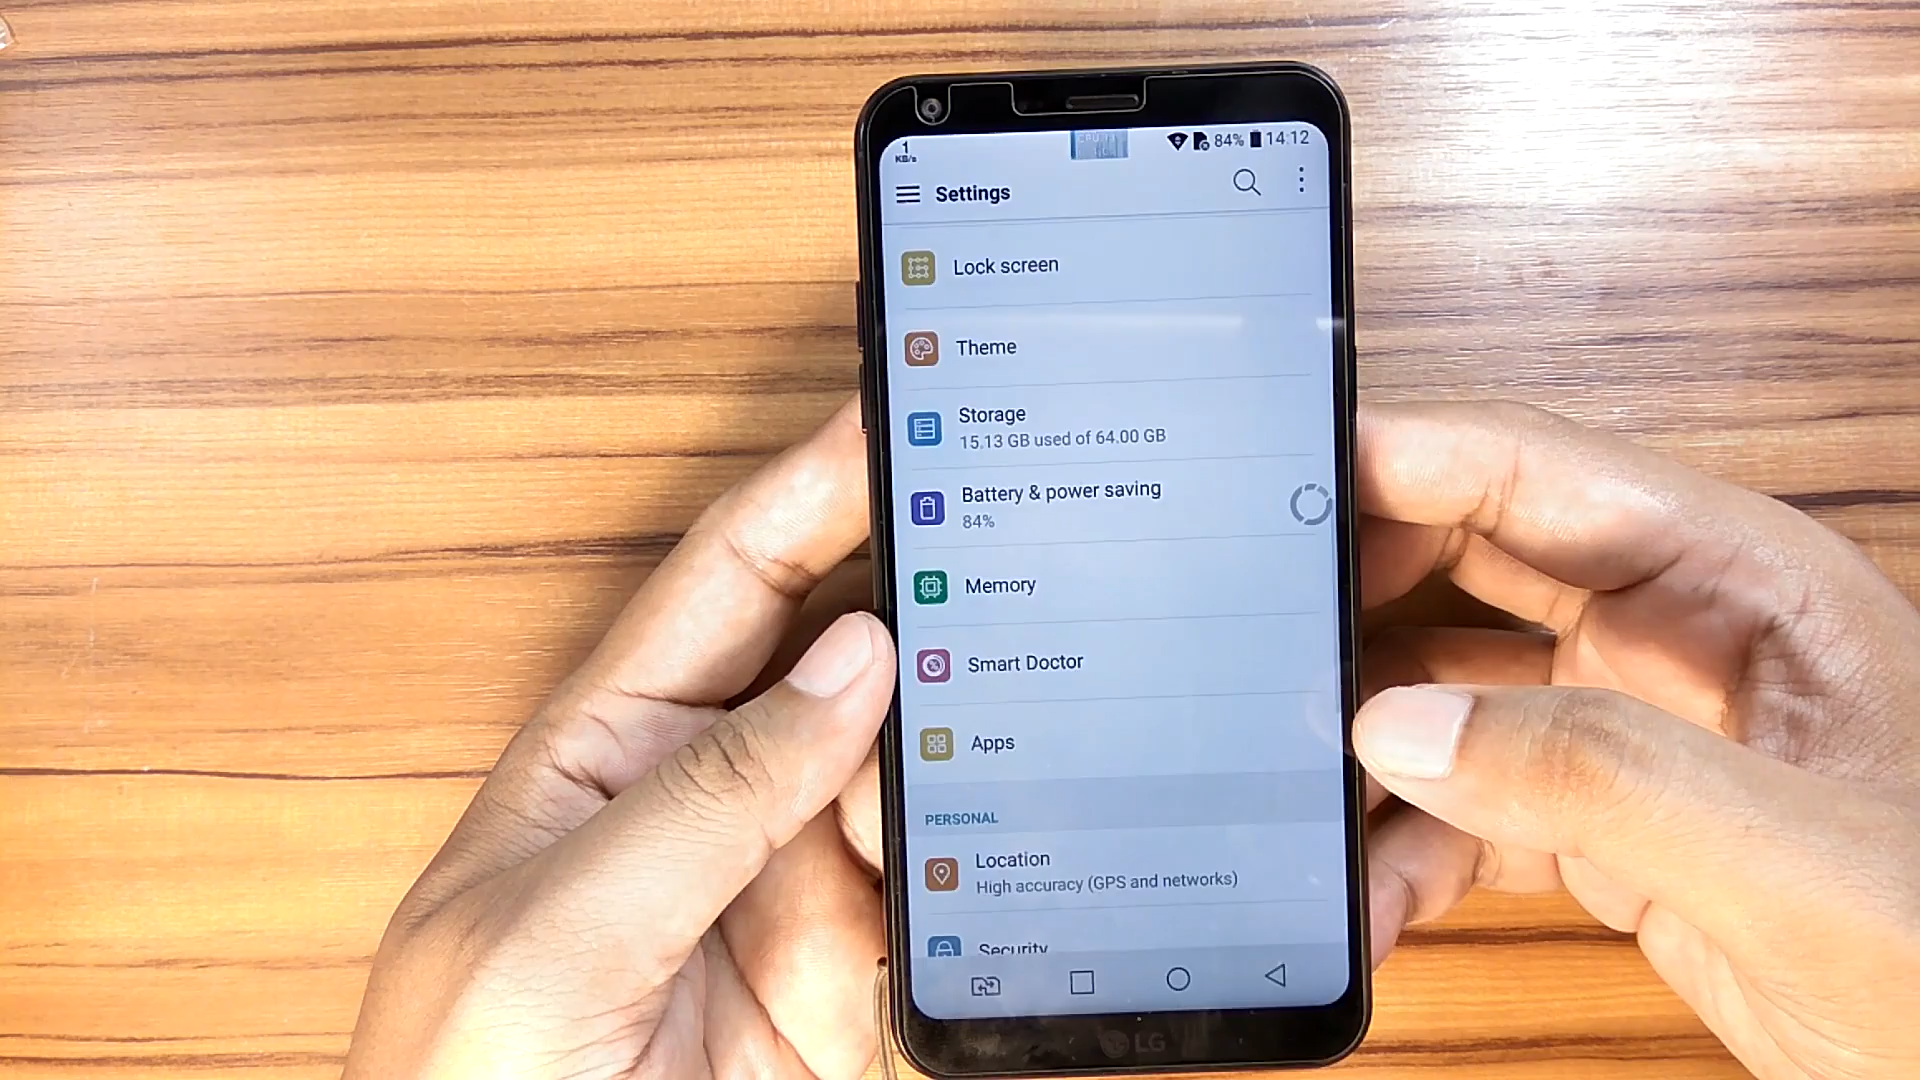 1
KB/s
84% 14:12
Settings
Lock screen
Theme
Storage
15.13 GB used of 64.00 GB
Battery & power saving
84%
Memory
Smart Doctor
Apps
PERSONAL
Location
High accuracy (GPS and networks)
Security
LG